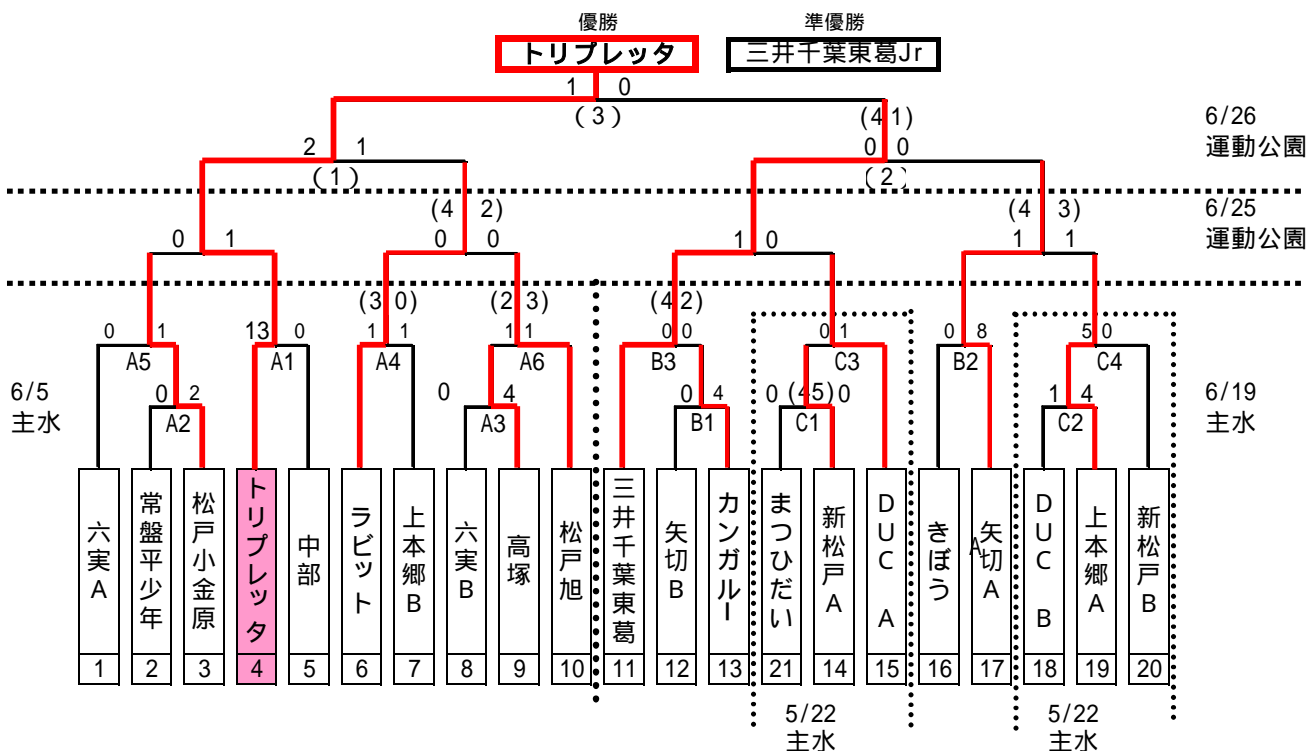 優勝 準優勝
トリプレッタ 三井千葉東葛Jr
1 0
(3) (4 1) 6/26
2 1 0 0 運動公園
(1) (2)
(4 2) (4 3) 6/25
0 1 0 0 1 0 1 1 運動公園
(3 0) (2 3) (4 2)
0 1 13 0 1 1 1 1 0 0 0 1 0 8 5 0
A5 A1 A4 A6 B3 C3 B2 C4
6/5 0 2 0 4 0 4 0 (45) 0 1 4 6/19
主水 A2 A3 B1 C1 C2 主水
六実A
常盤平少年
松戸小金原
トリプレッタ
中部
ラビット
上本郷B
六実B
高塚
松戸旭
三井千葉東葛
矢切B
カンガルー
まつひだい
新松戸A
DUC A
きぼう
矢切A
A
DUC B
上本郷A
新松戸B
1 2 3 4 5 6 7 8 9 10 11 12 13 21 14 15 16 17 18 19 20
5/22 5/22
主水 主水